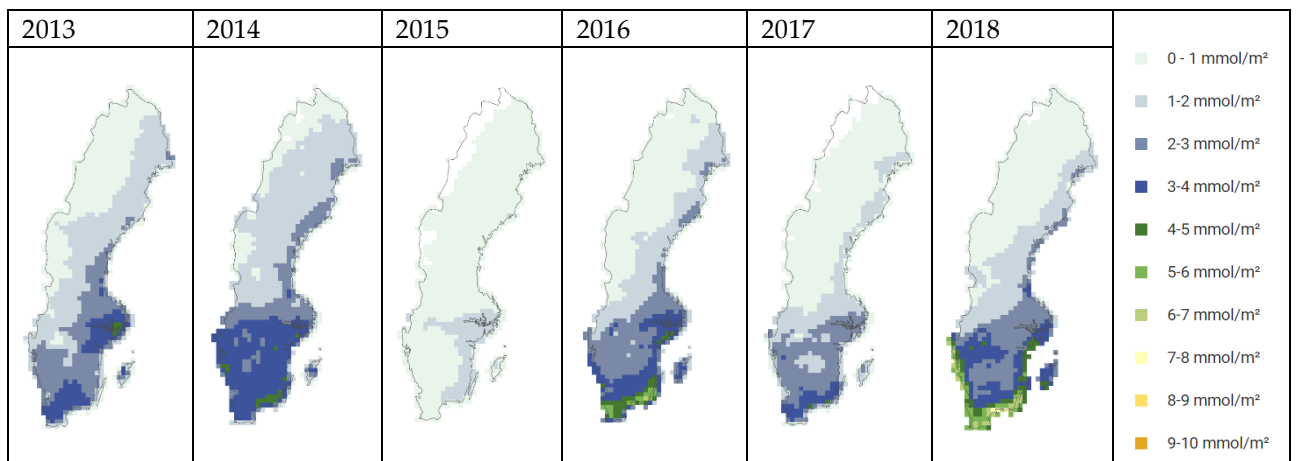 2013 2014 2015 2016 2017 2018
0 - 1 mmol/m²
1-2 mmol/m²
2-3 mmol/m²
3-4 mmol/m²
4-5 mmol/m²
5-6 mmol/m²
6-7 mmol/m²
7-8 mmol/m²
8-9 mmol/m²
9-10 mmol/m²